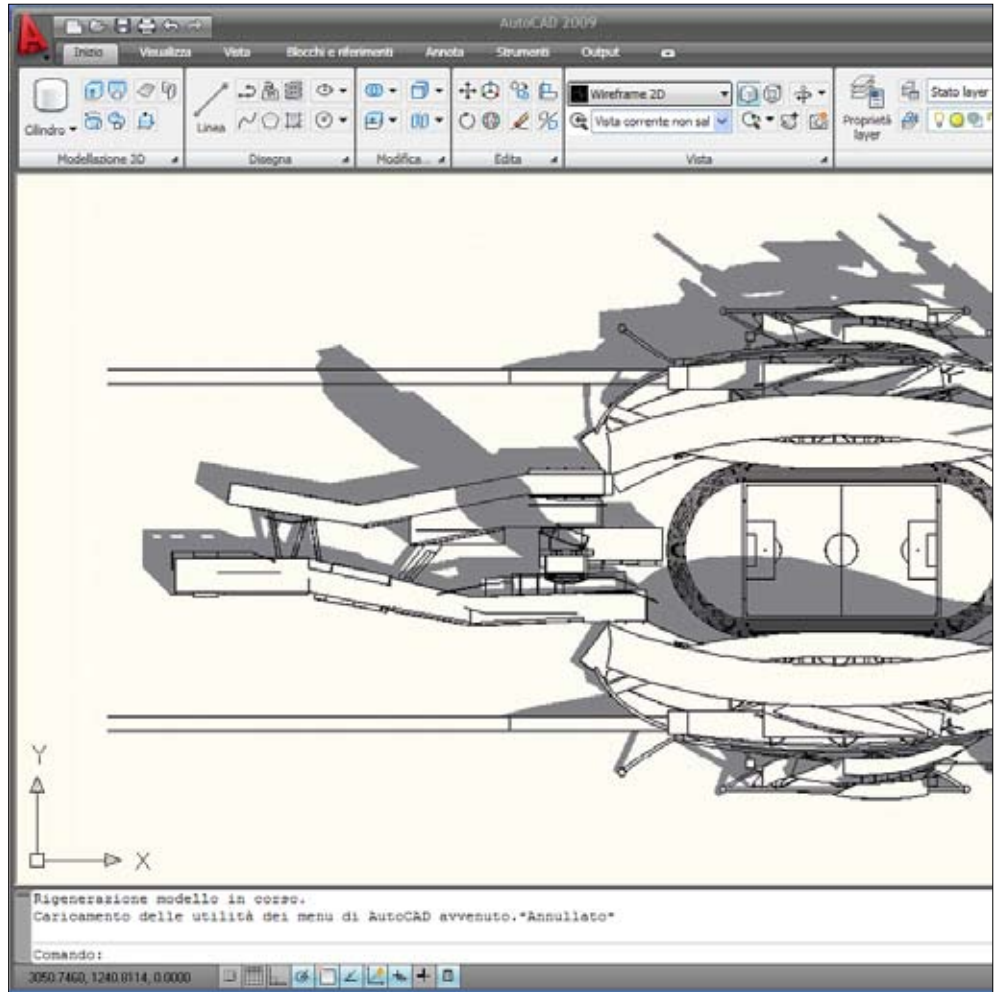 AutoCAD 2009
Inizio Visualizza Vista Blocchi e riferimenti Annota Strumenti Output
Cilindro
Linea
Wireframe 2D
Vista corrente non sal
Proprietà layer
Stato layer
Modellazione 3D Disegna Modifica... Edita Vista
Y
X
Rigenerazione modello in corso.
Caricamento delle utilità dei menu di AutoCAD avvenuto."Annullato"
Comando:
3050.7460, 1240.8114, 0.0000